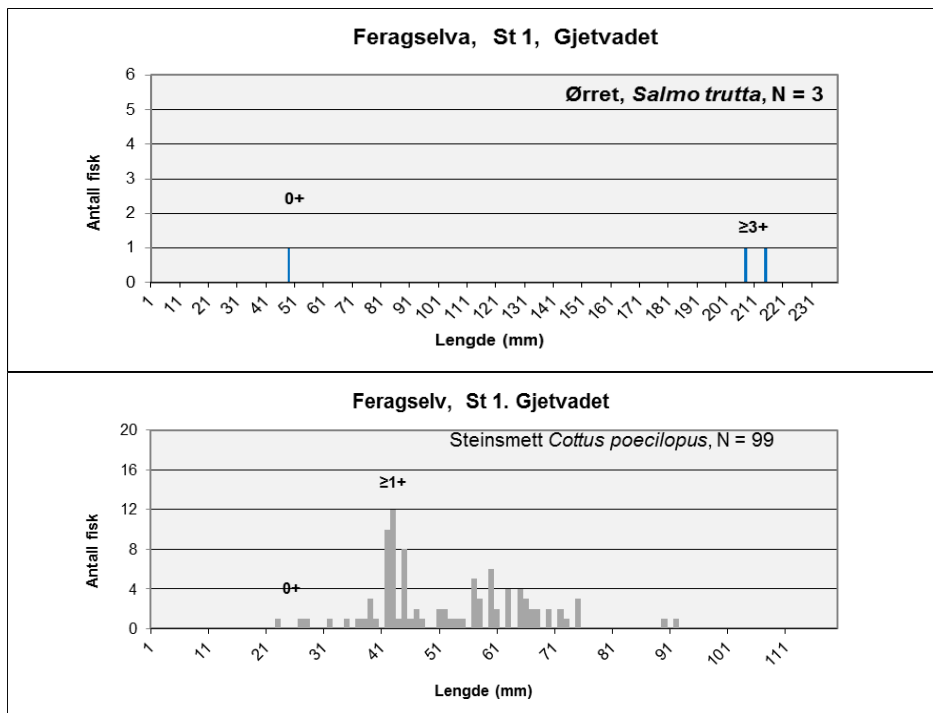 Feragselva, St 1, Gjetvadet
Ørret, Salmo trutta, N = 3
6
5
4
3
2
1
0
0+
≥3+
Antall fisk
1 11 21 31 41 51 61 71 81 91 101 111 121 131 141 151 161 171 181 191 201 211 221 231
Lengde (mm)
Feragselv, St 1. Gjetvadet
Steinsmett Cottus poecilopus, N = 99
20
16
12
8
4
0
≥1+
0+
Antall fisk
1 11 21 31 41 51 61 71 81 91 101 111
Lengde (mm)